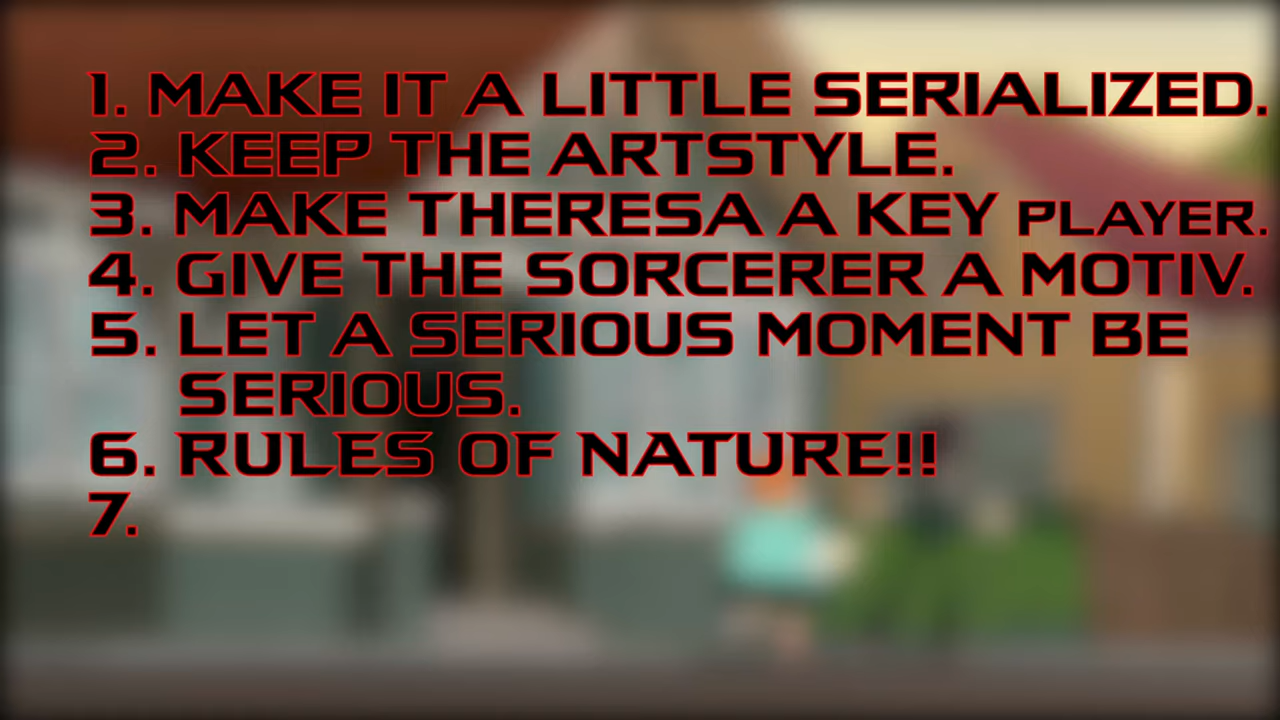 1. MAKE IT A LITTLE SERIALIZED.
2. KEEP THE ARTSTYLE.
3. MAKE THERESA A KEY PLAYER.
4. GIVE THE SORCERER A MOTIV.
5. LET A SERIOUS MOMENT BE
SERIOUS.
6. RULES OF NATURE!!
7.